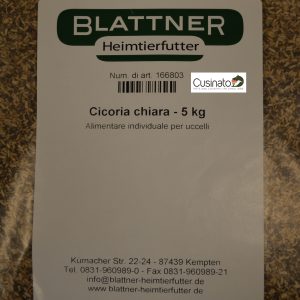 BLATTNER
Heimtierfutter
Num. di art. 166803
Cusinato
Cicoria chiara - 5 kg
Alimentare individuale per uccelli
Kurnacher Str. 22-24 - 87439 Kempten
Tel. 0831-960989-0 - Fax 0831-960989-21
info@blattner-heimtierfutter.de
www.blattner-heimtierfutter.de